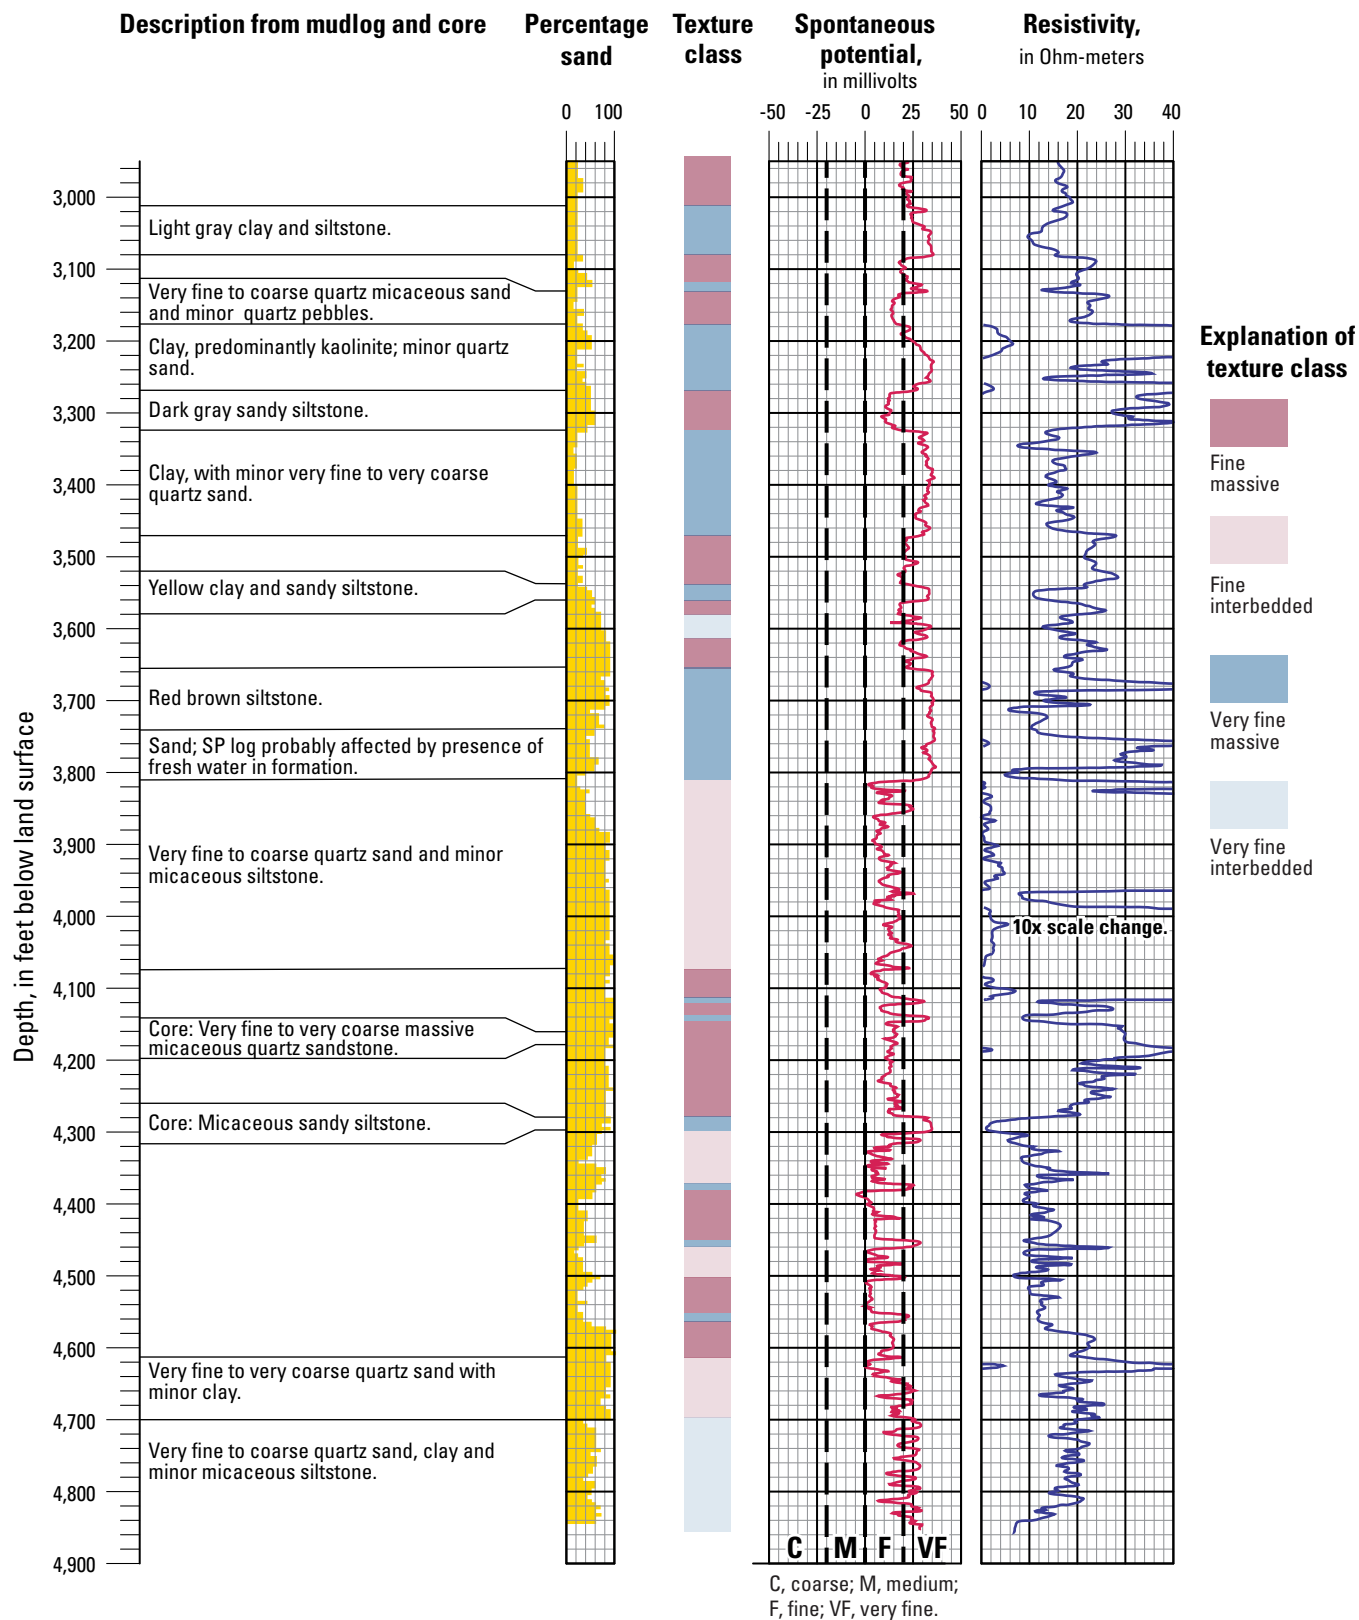 Description from mudlog and core
Percentage
sand
Texture
class
Spontaneous
potential,
in millivolts
Resistivity,
in Ohm-meters
0 100
-50 -25 0 25 50
0 10 20 30 40
Depth, in feet below land surface
3,000
3,100
3,200
3,300
3,400
3,500
3,600
3,700
3,800
3,900
4,000
4,100
4,200
4,300
4,400
4,500
4,600
4,700
4,800
4,900
Light gray clay and siltstone.
Very fine to coarse quartz micaceous sand
and minor quartz pebbles.
Clay, predominantly kaolinite; minor quartz
sand.
Dark gray sandy siltstone.
Clay, with minor very fine to very coarse
quartz sand.
Yellow clay and sandy siltstone.
Red brown siltstone.
Sand; SP log probably affected by presence of
fresh water in formation.
Very fine to coarse quartz sand and minor
micaceous siltstone.
Core: Very fine to very coarse massive
micaceous quartz sandstone.
Core: Micaceous sandy siltstone.
Very fine to very coarse quartz sand with
minor clay.
Very fine to coarse quartz sand, clay and
minor micaceous siltstone.
10x scale change.
C M F VF
C, coarse; M, medium;
F, fine; VF, very fine.
Explanation of
texture class
Fine
massive
Fine
interbedded
Very fine
massive
Very fine
interbedded